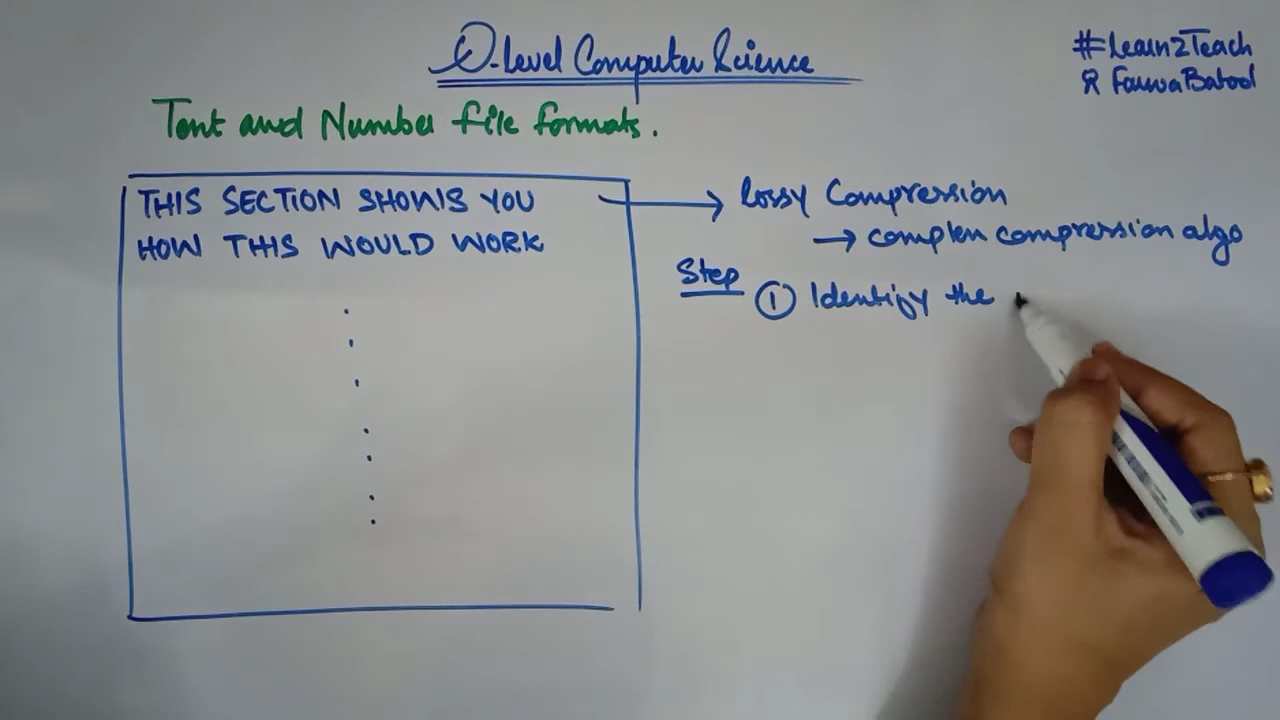 O-Level Computer Science
#Learn2Teach
Farwa Batool
Text and Number file formats.
THIS SECTION SHOWS YOU
HOW THIS WOULD WORK
Lossy Compression
→ complex compression algo
Step
① Identify the